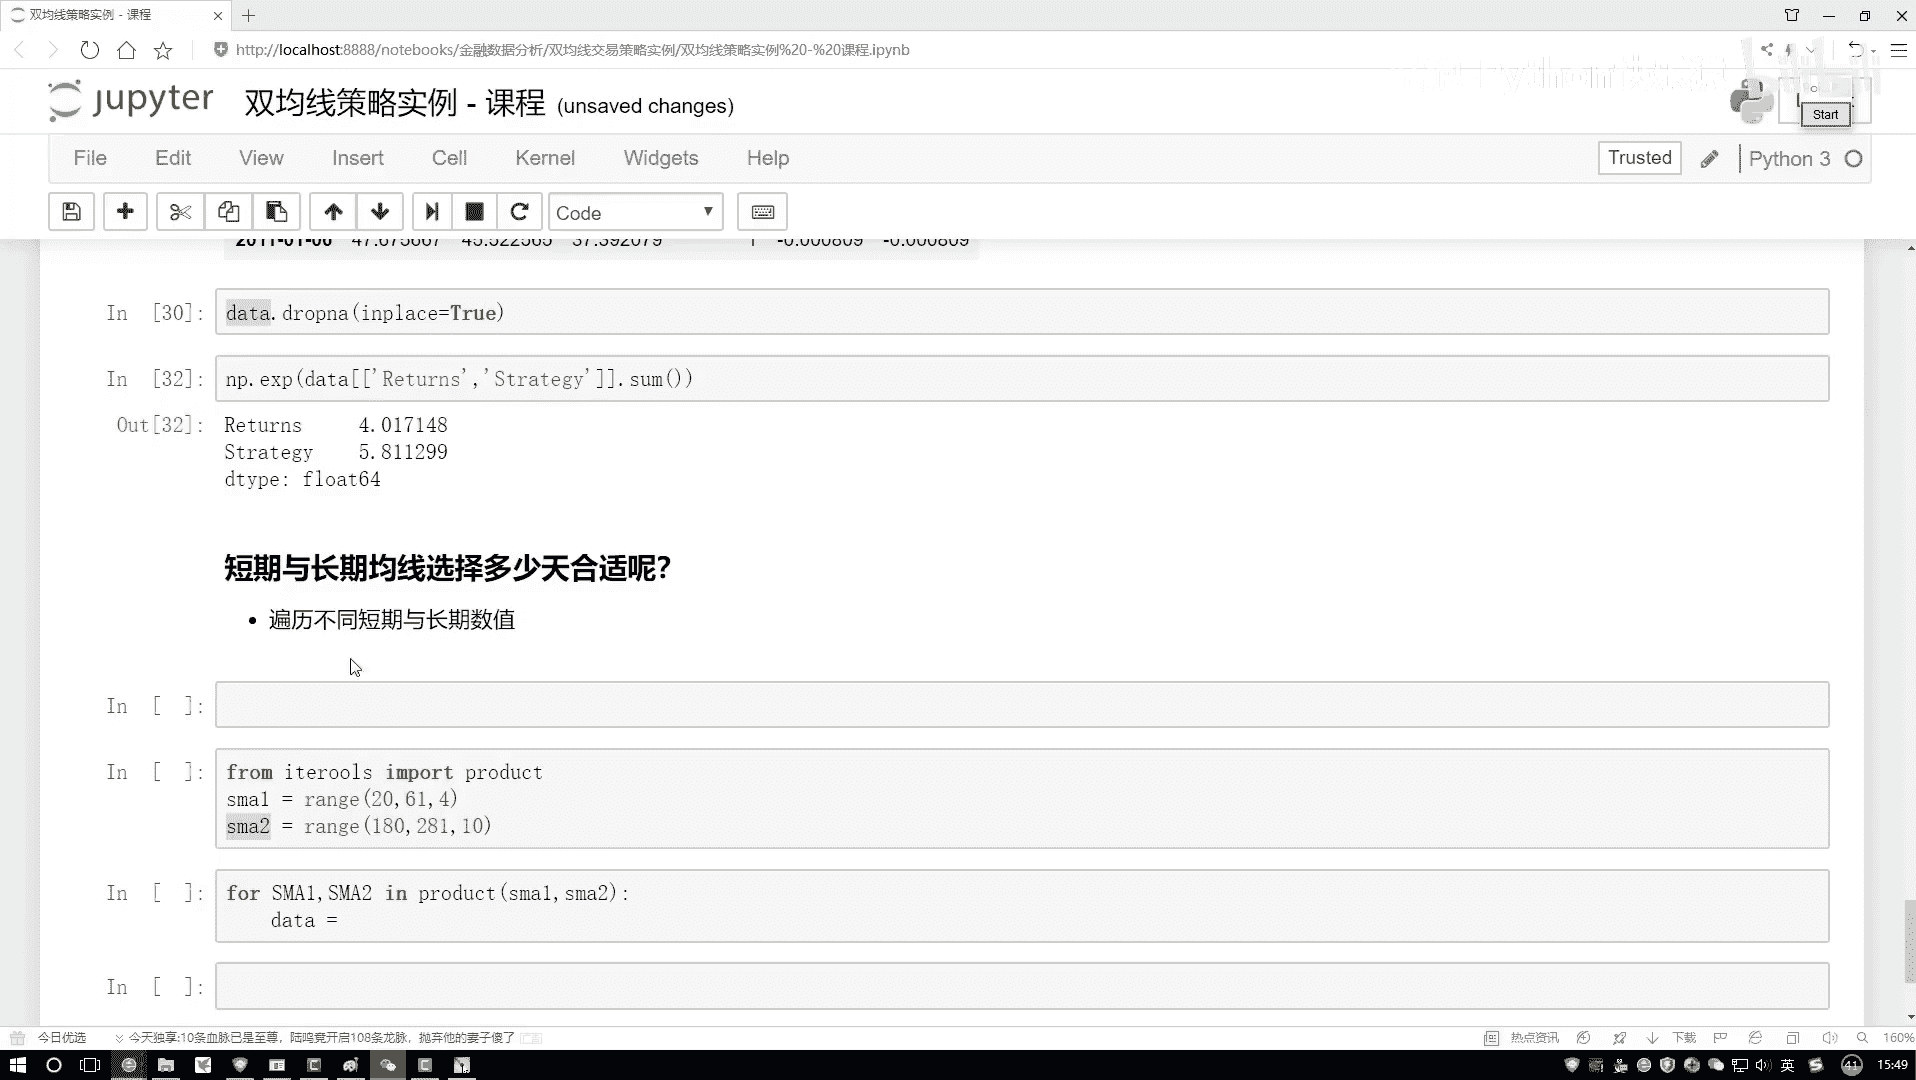 双均线策略实例 - 课程
http://localhost:8888/notebooks/金融数据分析/双均线交易策略实例/双均线策略实例%20-%20课程.ipynb
jupyter 双均线策略实例 - 课程 (unsaved changes)
Start
File Edit View Insert Cell Kernel Widgets Help
Trusted Python 3
Code
2011-01-06 47.675667 45.522565 37.392079 1 -0.000809 -0.000809
In [30]: data.dropna(inplace=True)
In [32]: np.exp(data[['Returns','Strategy']].sum())
Out[32]: Returns 4.017148
Strategy 5.811299
dtype: float64
短期与长期均线选择多少天合适呢?
• 遍历不同短期与长期数值
In [ ]:
In [ ]: from iterools import product
sma1 = range(20,61,4)
sma2 = range(180,281,10)
In [ ]: for SMA1,SMA2 in product(sma1,sma2):
data =
In [ ]:
今日优选 今天独享:10条血脉已是至尊，陆鸣竟开启108条龙脉，抛弃他的妻子傻了
热点资讯 下载 160%
英 41 15:49